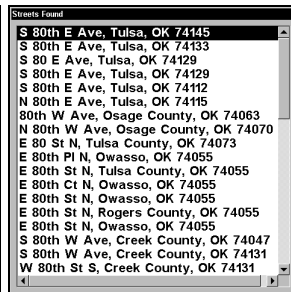 Streets Found
S 80th E Ave, Tulsa, OK 74145
S 80th E Ave, Tulsa, OK 74133
S 80 E Ave, Tulsa, OK 74129
S 80th E Ave, Tulsa, OK 74129
S 80th E Ave, Tulsa, OK 74112
N 80th E Ave, Tulsa, OK 74115
80th W Ave, Osage County, OK 74063
N 80th W Ave, Osage County, OK 74070
E 80 St N, Tulsa County, OK 74073
E 80th Pl N, Owasso, OK 74055
E 80th St N, Tulsa County, OK 74055
E 80th Ct N, Owasso, OK 74055
E 80th St N, Owasso, OK 74055
E 80th St N, Rogers County, OK 74055
E 80th St N, Owasso, OK 74055
S 80th W Ave, Creek County, OK 74047
S 80th W Ave, Creek County, OK 74131
W 80th St S, Creek County, OK 74131